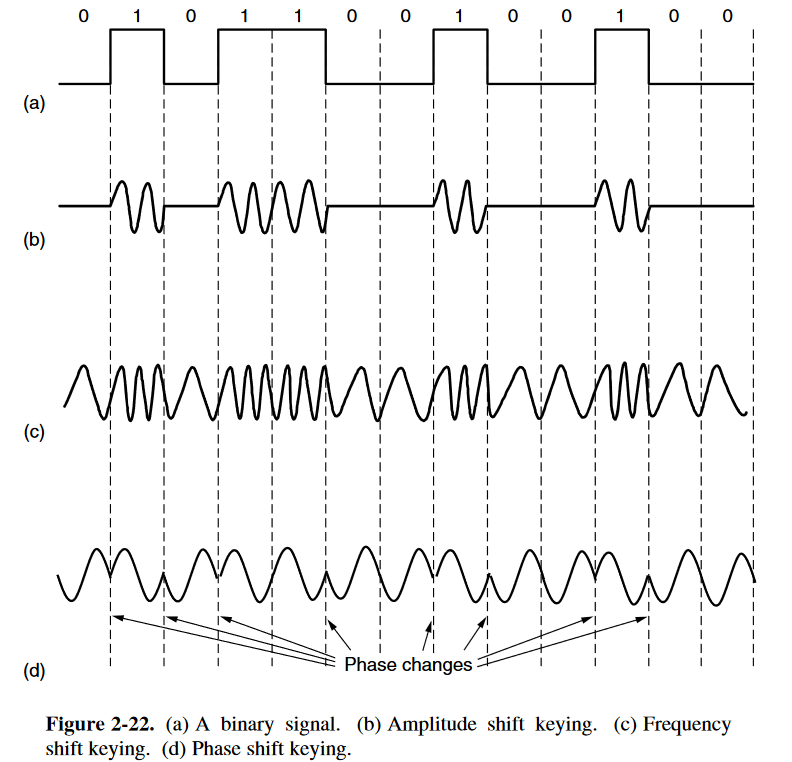 0 1 0 1 1 0 0 1 0 0 1 0 0
(a)
(b)
(c)
Phase changes
(d)
Figure 2-22. (a) A binary signal. (b) Amplitude shift keying. (c) Frequency
shift keying. (d) Phase shift keying.